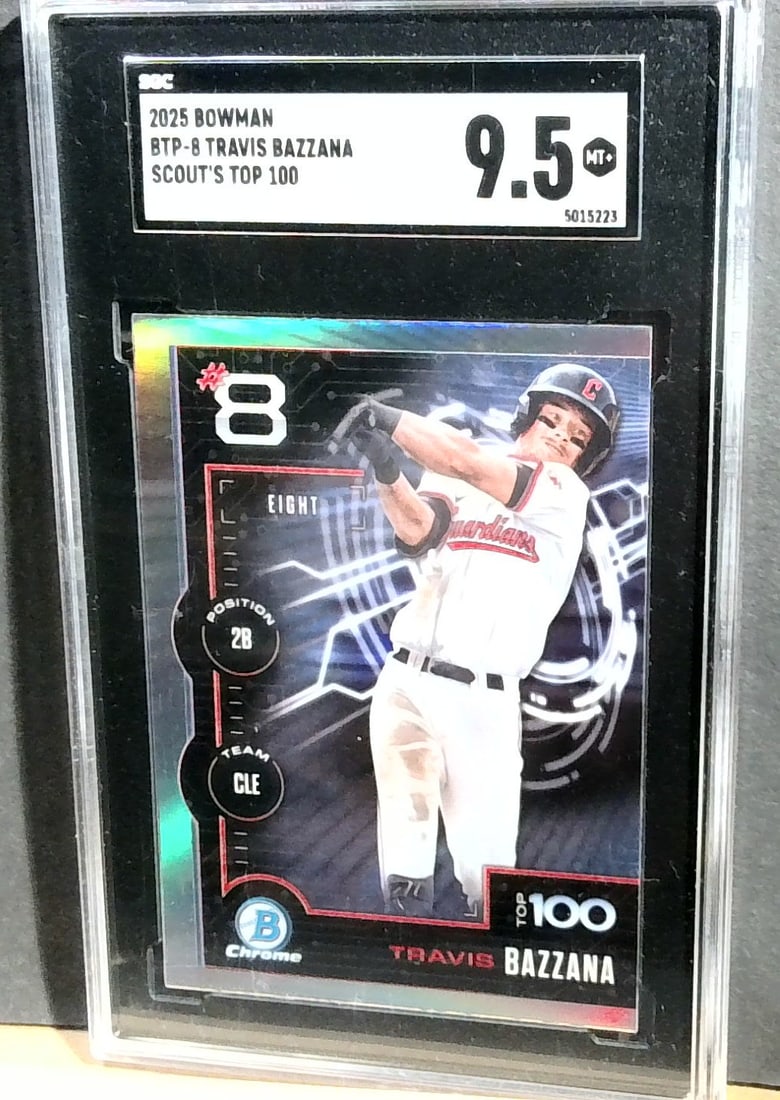 SGC
2025 BOWMAN
BTP-8 TRAVIS BAZZANA
SCOUT'S TOP 100
9.5 MT+
5015223
#8
C
EIGHT
Guardians
POSITION
2B
TEAM
CLE
TOP 100
B
Chrome
TRAVIS BAZZANA